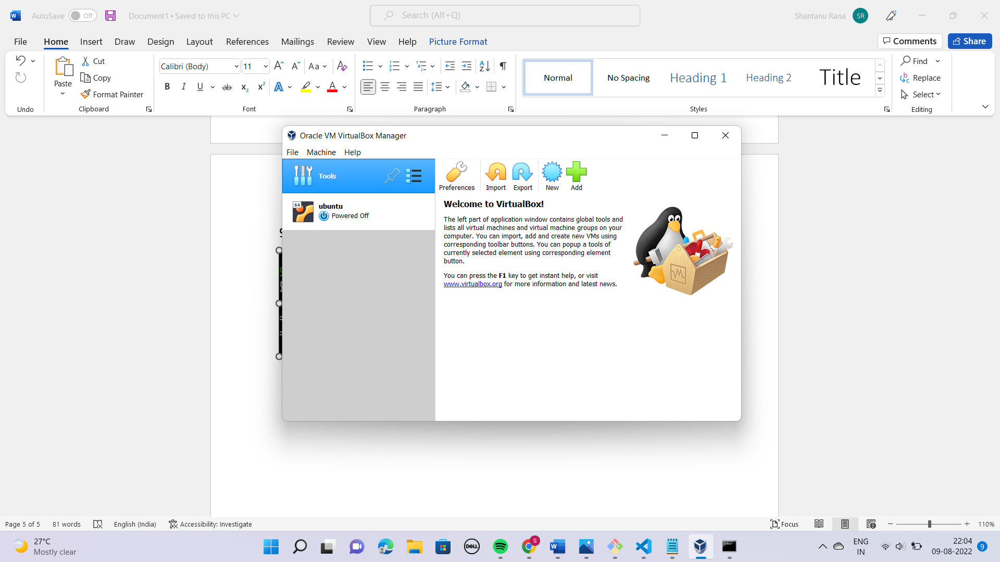 AutoSave Off Document1 • Saved to this PC Search (Alt+Q) Shantanu Rana SR
File Home Insert Draw Design Layout References Mailings Review View Help Picture Format Comments Share
Paste Cut Copy Format Painter
Calibri (Body) 11 Aa
B I U ab x₂ x² A A
Normal No Spacing Heading 1 Heading 2 Title
Find Replace Select
Undo Clipboard Font Paragraph Styles Editing
Oracle VM VirtualBox Manager
File Machine Help
Tools
Preferences Import Export New Add
64 ubuntu
Powered Off
Welcome to VirtualBox!
The left part of application window contains global tools and
lists all virtual machines and virtual machine groups on your
computer. You can import, add and create new VMs using
corresponding toolbar buttons. You can popup a tools of
currently selected element using corresponding element
button.
You can press the F1 key to get instant help, or visit
www.virtualbox.org for more information and latest news.
Page 5 of 5 81 words English (India) Accessibility: Investigate Focus 110%
27°C
Mostly clear
DELL
S
ENG
IN
22:04
09-08-2022
9